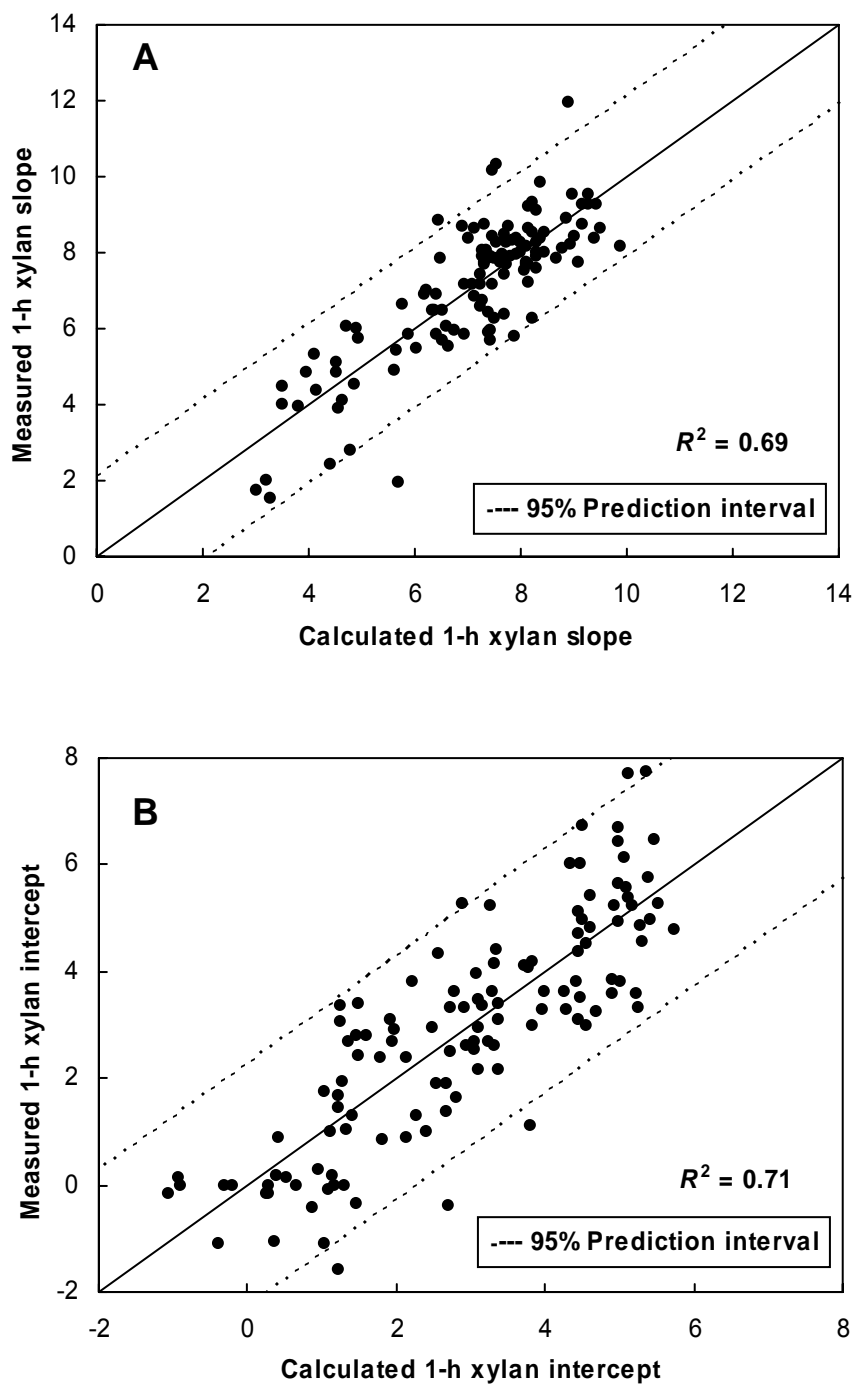 A
14
12
10
8
6
4
2
0
Measured 1-h xylan slope
R² = 0.69
---- 95% Prediction interval
0 2 4 6 8 10 12 14
Calculated 1-h xylan slope
B
8
6
4
2
0
-2
Measured 1-h xylan intercept
R² = 0.71
---- 95% Prediction interval
-2 0 2 4 6 8
Calculated 1-h xylan intercept